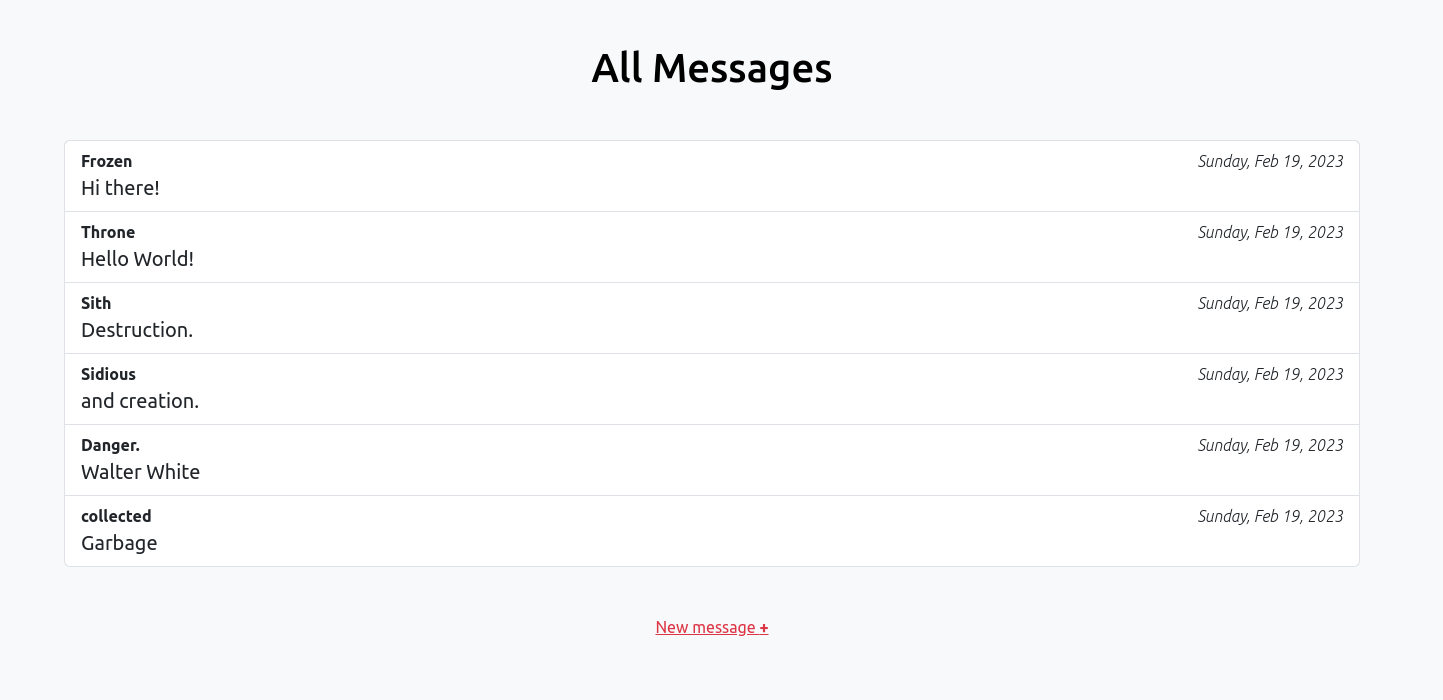 All Messages
Frozen Sunday, Feb 19, 2023
Hi there!
Throne Sunday, Feb 19, 2023
Hello World!
Sith Sunday, Feb 19, 2023
Destruction.
Sidious Sunday, Feb 19, 2023
and creation.
Danger. Sunday, Feb 19, 2023
Walter White
collected Sunday, Feb 19, 2023
Garbage
New message +